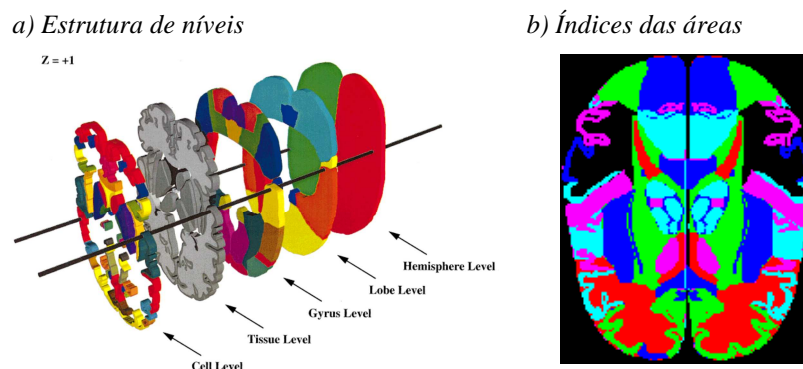 a) Estrutura de níveis
b) Índices das áreas
Z = +1
Hemisphere Level
Lobe Level
Gyrus Level
Tissue Level
Cell Level